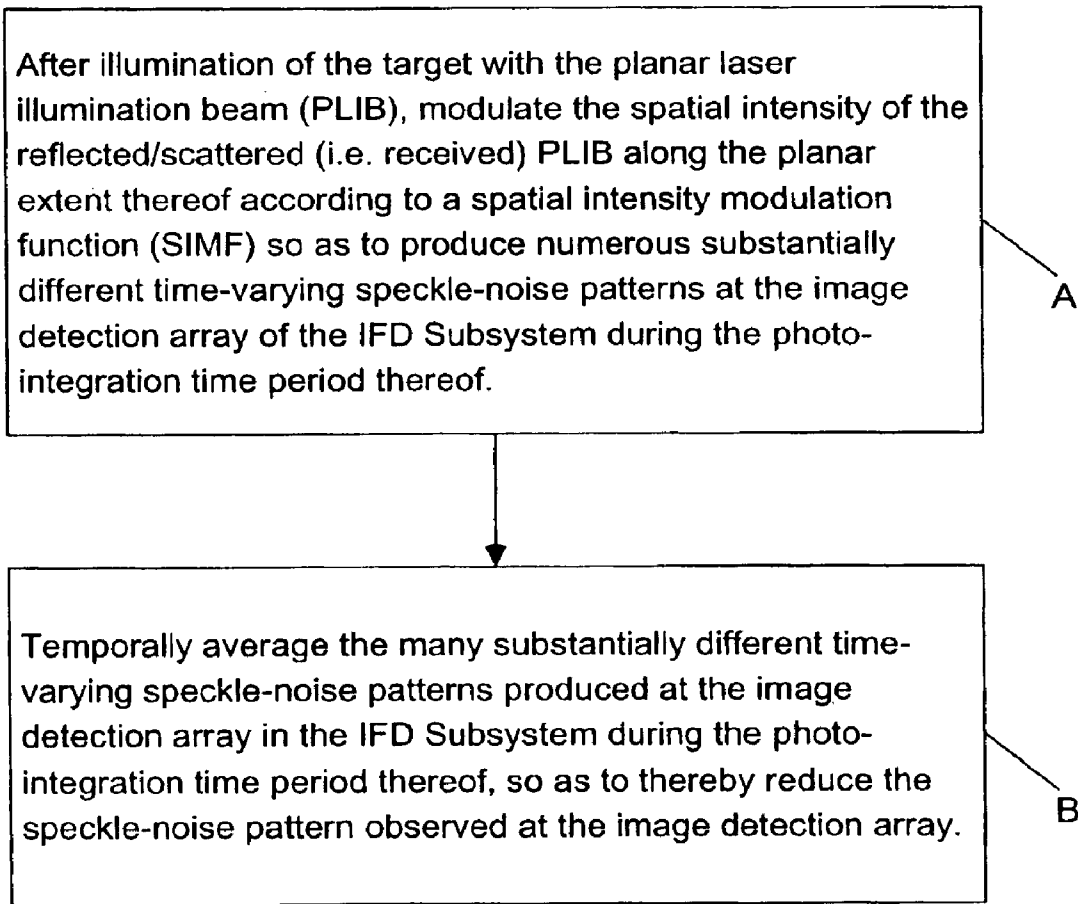 After illumination of the target with the planar laser
illumination beam (PLIB), modulate the spatial intensity of the
reflected/scattered (i.e. received) PLIB along the planar
extent thereof according to a spatial intensity modulation
function (SIMF) so as to produce numerous substantially
different time-varying speckle-noise patterns at the image
detection array of the IFD Subsystem during the photo-
integration time period thereof.
A
Temporally average the many substantially different time-
varying speckle-noise patterns produced at the image
detection array in the IFD Subsystem during the photo-
integration time period thereof, so as to thereby reduce the
speckle-noise pattern observed at the image detection array.
B